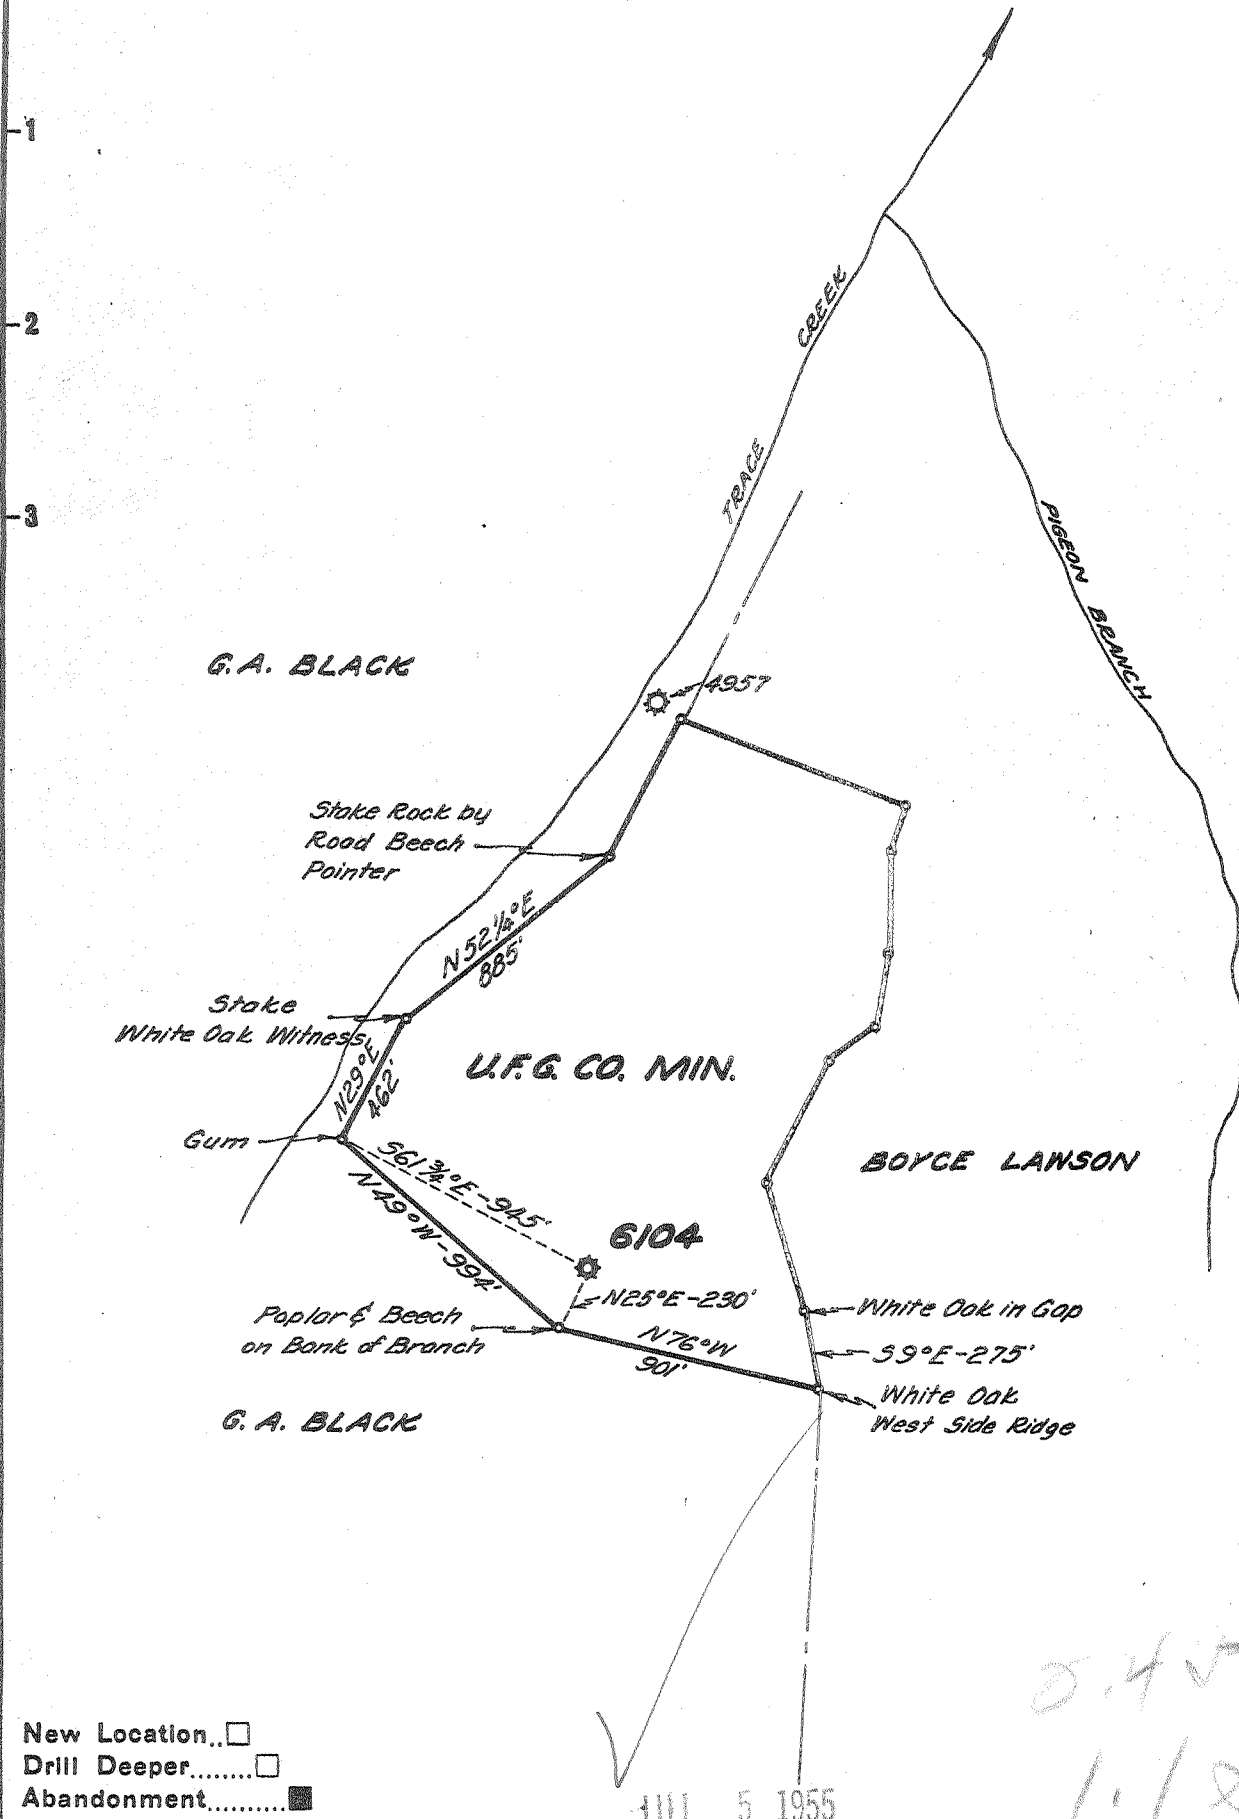 -1
CREEK
-2
TRACE
-3
PIGEON BRANCH
G.A. BLACK
4957
Stake Rock by
Road Beech
Pointer
N52¼°E
885'
Stake
White Oak Witness
N29°E
462'
U.F.G. CO. MIN.
Gum
S61¾°E-945'
BOYCE LAWSON
N49°W-994'
6104
N25°E-230'
Poplar & Beech
on Bank of Branch
White Oak in Gap
N76°W
901'
S9°E-275'
White Oak
West Side Ridge
G.A. BLACK
New Location..
Drill Deeper........
Abandonment..........
5 1955